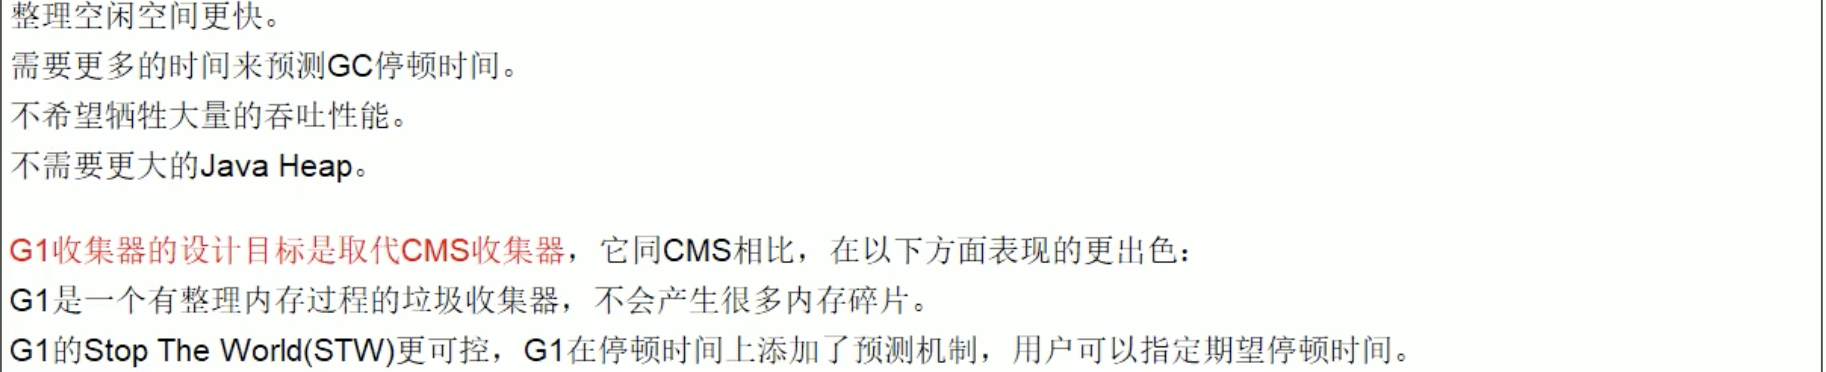 整理空闲空间更快。
需要更多的时间来预测GC停顿时间。
不希望牺牲大量的吞吐性能。
不需要更大的Java Heap。
G1收集器的设计目标是取代CMS收集器，它同CMS相比，在以下方面表现的更出色：
G1是一个有整理内存过程的垃圾收集器，不会产生很多内存碎片。
G1的Stop The World(STW)更可控，G1在停顿时间上添加了预测机制，用户可以指定期望停顿时间。